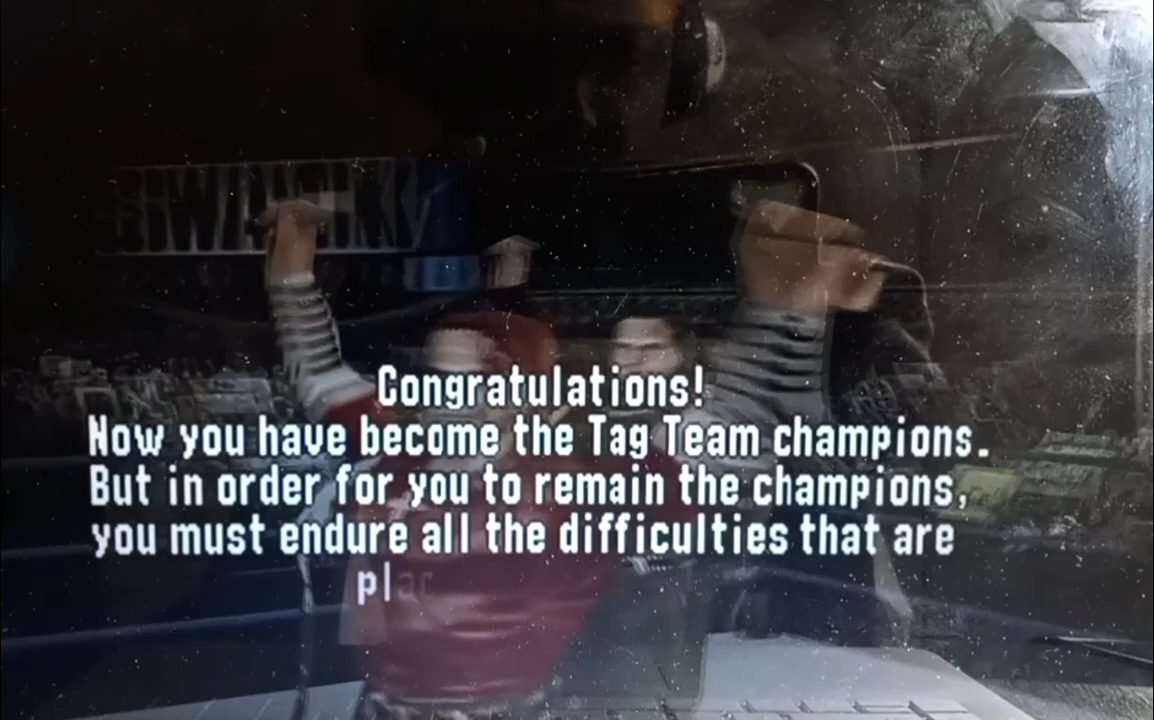 Congratulations!
Now you have become the Tag Team champions.
But in order for you to remain the champions,
you must endure all the difficulties that are
plac